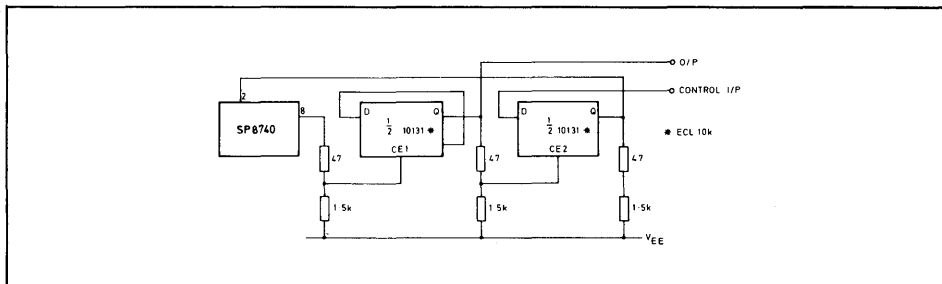 O/P
CONTROL I/P
2
8
SP8740
D
Q
1/2 10131 *
CE1
D
Q
1/2 10131 *
CE2
* ECL 10k
47
47
47
1·5k
1·5k
1·5k
VEE